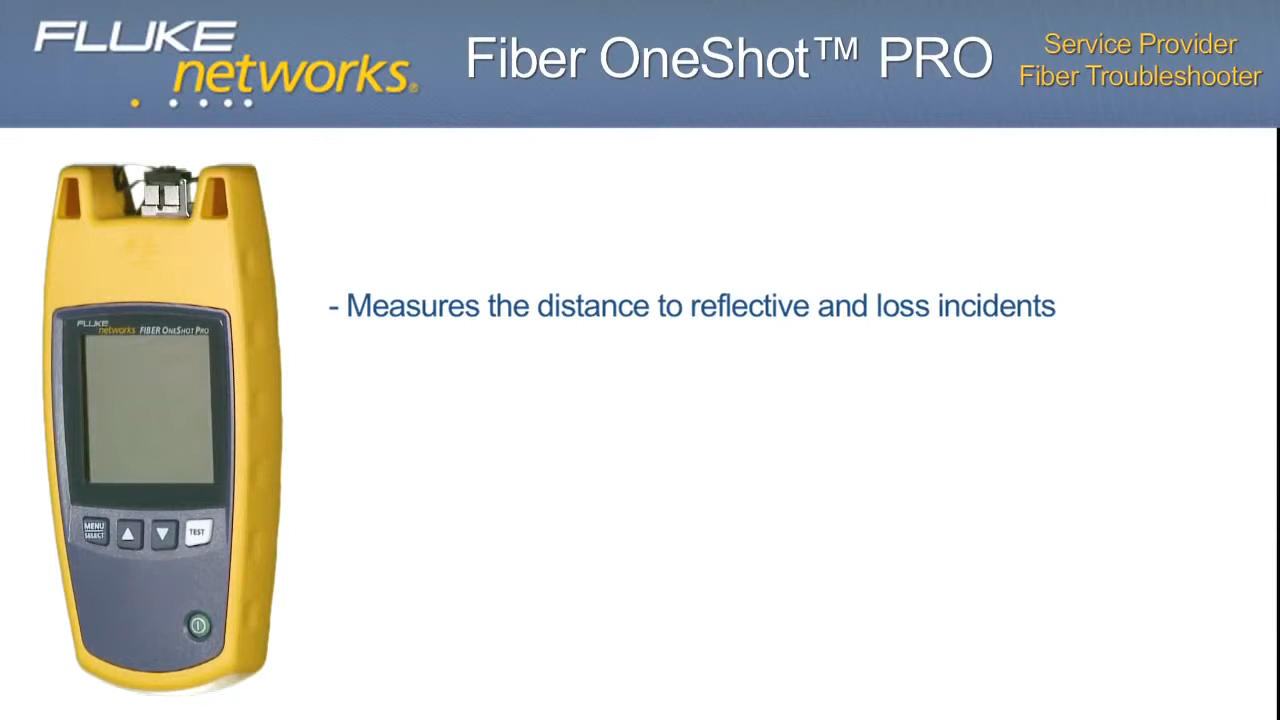 FLUKE
networks®
Fiber OneShot™ PRO
Service Provider
Fiber Troubleshooter
- Measures the distance to reflective and loss incidents
FLUKE
networks FIBER ONESHOT PRO
MENU
SELECT
TEST